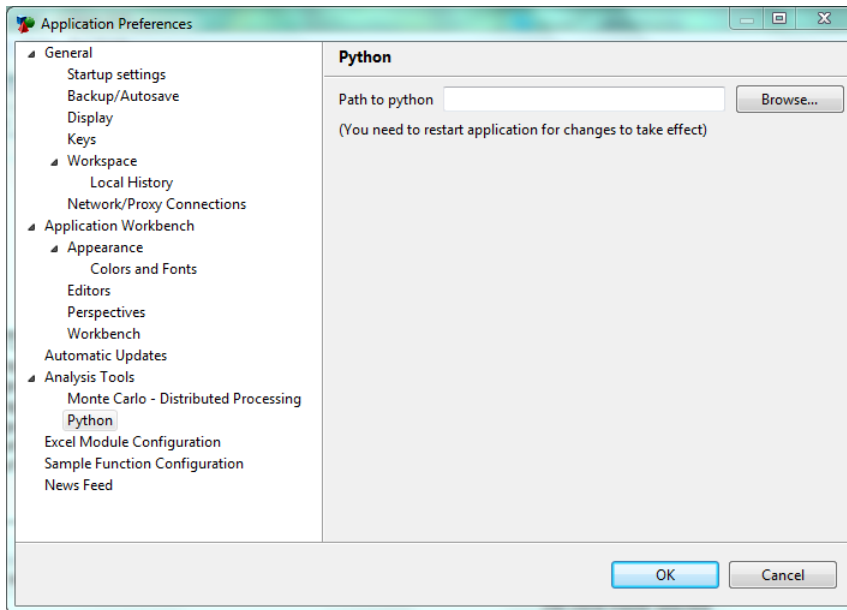 Application Preferences
General
Startup settings
Backup/Autosave
Display
Keys
Workspace
Local History
Network/Proxy Connections
Application Workbench
Appearance
Colors and Fonts
Editors
Perspectives
Workbench
Automatic Updates
Analysis Tools
Monte Carlo - Distributed Processing
Python
Excel Module Configuration
Sample Function Configuration
News Feed
Python
Path to python
Browse...
(You need to restart application for changes to take effect)
OK
Cancel